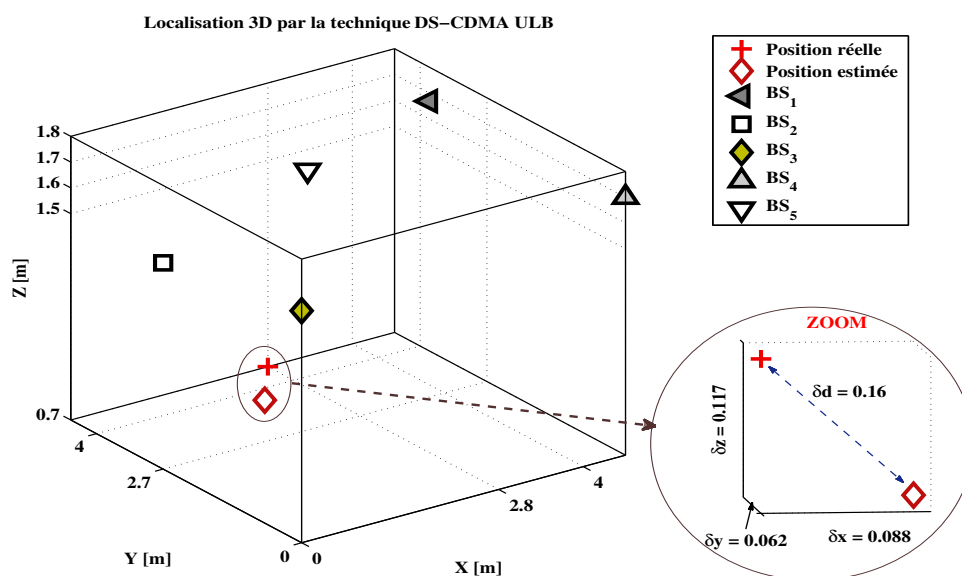 Localisation 3D par la technique DS−CDMA ULB
Position réelle
Position estimée
BS1
BS2
BS3
BS4
BS5
1.8
1.7
1.6
1.5
0.7
Z [m]
4
2.7
0
Y [m]
0
2.8
4
X [m]
ZOOM
δd = 0.16
δz = 0.117
δy = 0.062
δx = 0.088